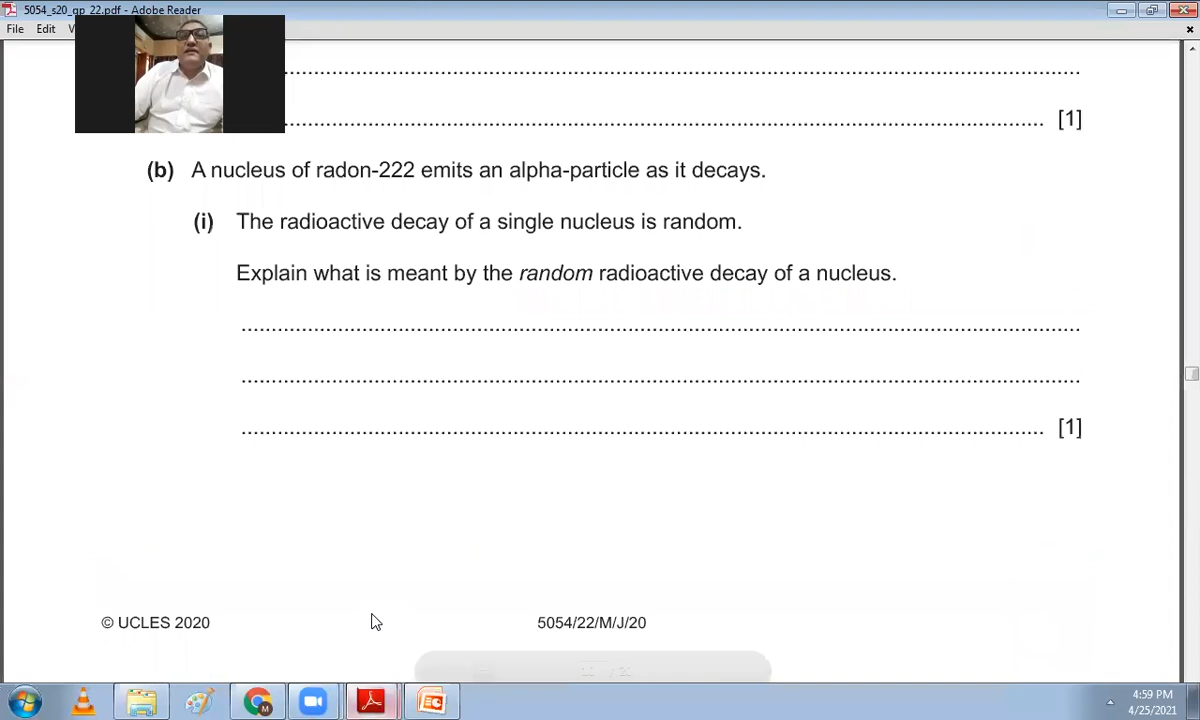 5054_s20_qp_22.pdf - Adobe Reader
File Edit V
[1]
(b) A nucleus of radon-222 emits an alpha-particle as it decays.
(i) The radioactive decay of a single nucleus is random.
Explain what is meant by the random radioactive decay of a nucleus.
[1]
© UCLES 2020 5054/22/M/J/20
4:59 PM
4/25/2021